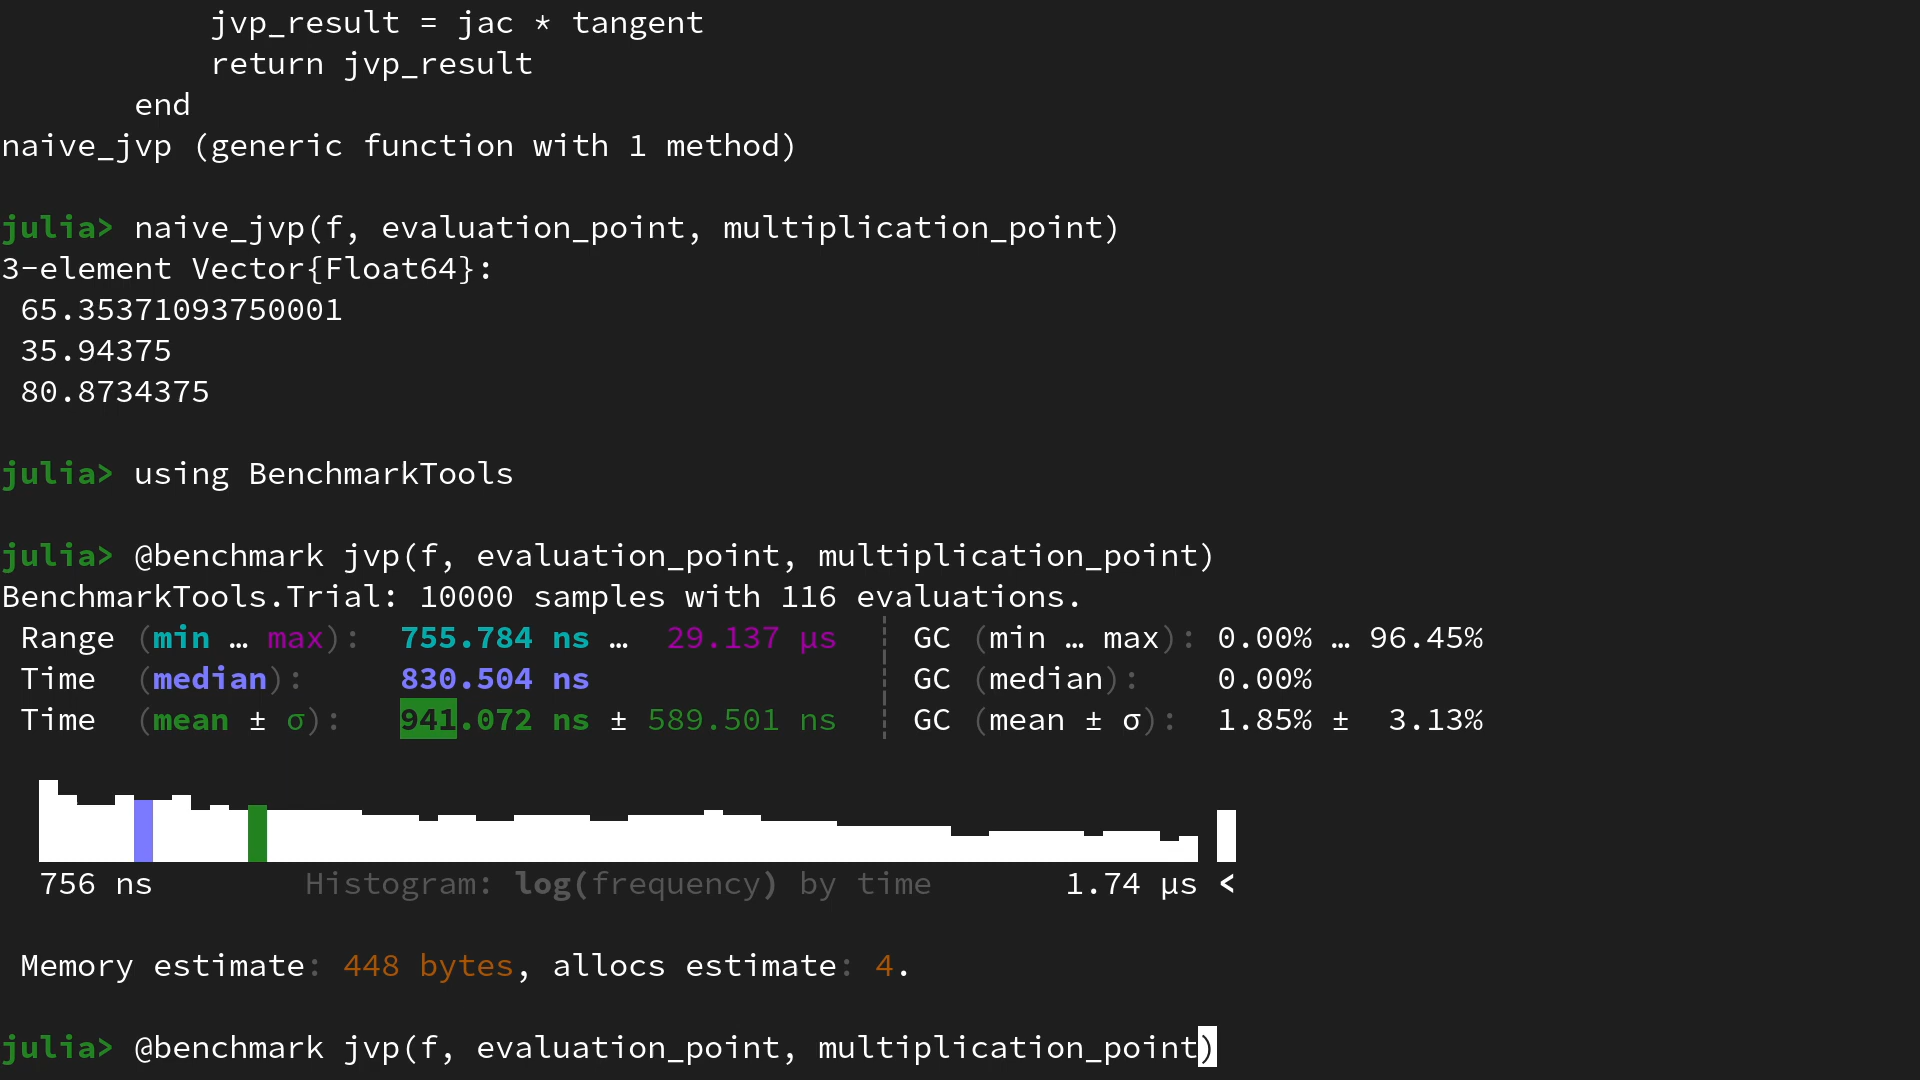 jvp_result = jac * tangent
return jvp_result
end
naive_jvp (generic function with 1 method)
julia> naive_jvp(f, evaluation_point, multiplication_point)
3-element Vector{Float64}:
65.35371093750001
35.94375
80.8734375
julia> using BenchmarkTools
julia> @benchmark jvp(f, evaluation_point, multiplication_point)
BenchmarkTools.Trial: 10000 samples with 116 evaluations.
Range (min … max): 755.784 ns … 29.137 μs ┊ GC (min … max): 0.00% … 96.45%
Time (median): 830.504 ns ┊ GC (median): 0.00%
Time (mean ± σ): 941.072 ns ± 589.501 ns ┊ GC (mean ± σ): 1.85% ± 3.13%
756 ns Histogram: log(frequency) by time 1.74 μs <
Memory estimate: 448 bytes, allocs estimate: 4.
julia> @benchmark jvp(f, evaluation_point, multiplication_point)